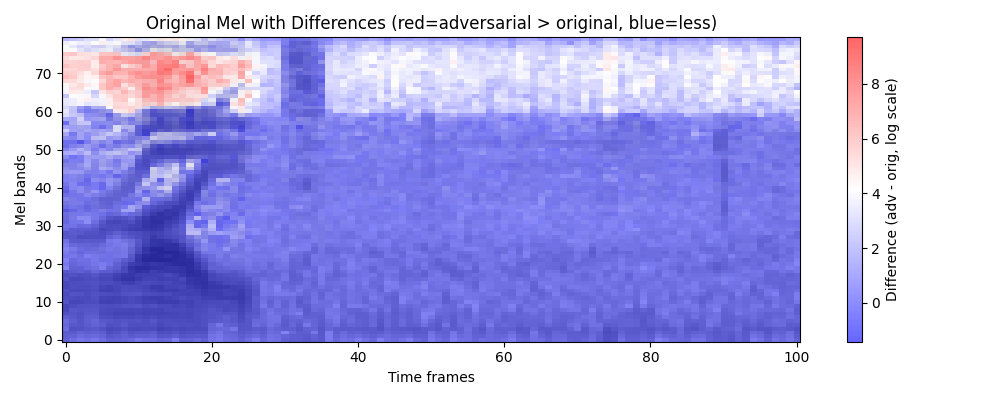 Original Mel with Differences (red=adversarial > original, blue=less)
Mel bands
70
60
50
40
30
20
10
0
0 20 40 60 80 100
Time frames
8
6
4
2
0
Difference (adv - orig, log scale)